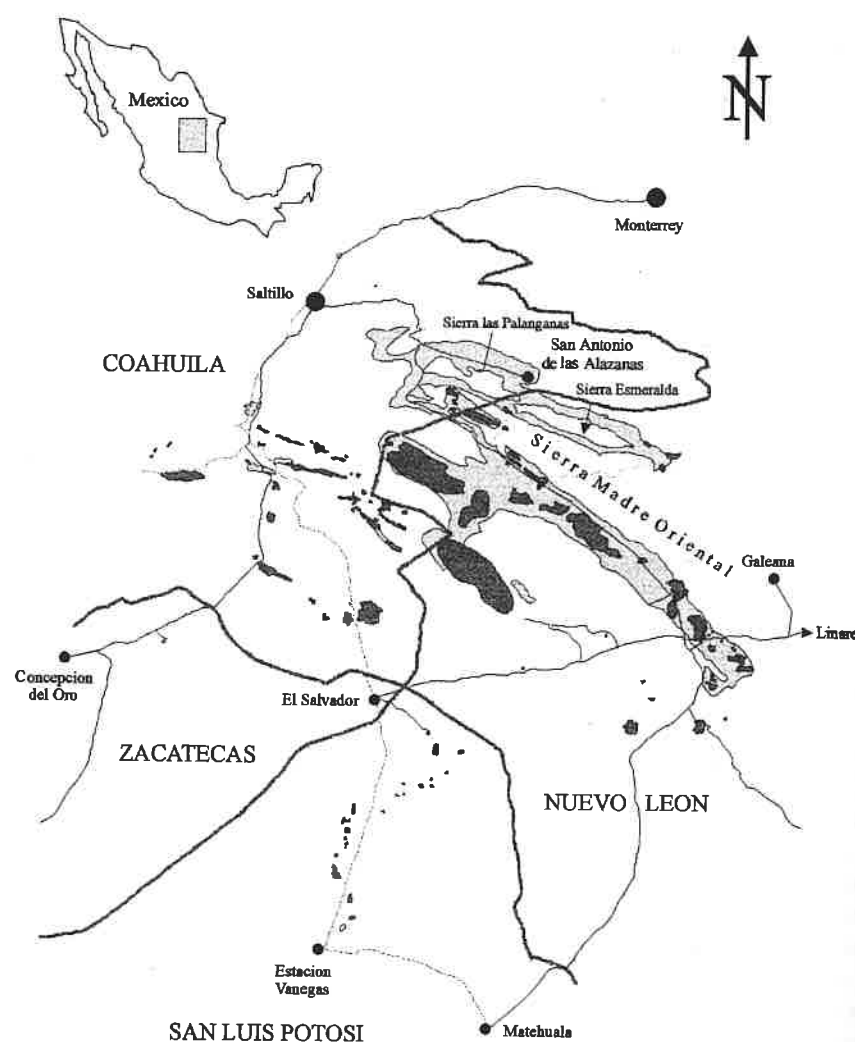 Mexico
N
Monterrey
Saltillo
Sierra las Palanganas
San Antonio
de las Alazanas
COAHUILA
Sierra Esmeralda
Sierra Madre Oriental
Galeana
Linare
Concepcion
del Oro
El Salvador
ZACATECAS
NUEVO LEON
Estacion
Vanegas
SAN LUIS POTOSI
Matehuala